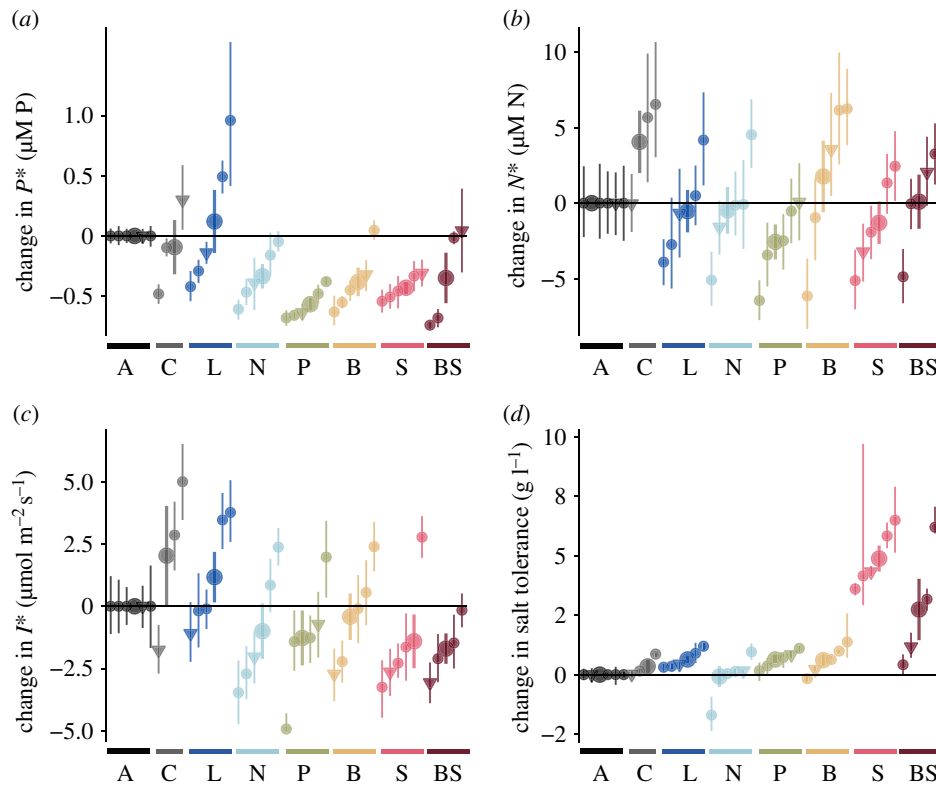 (a)
change in P* (µM P)
1.0
0.5
0
−0.5
A C L N P B S BS
(b)
change in N* (µM N)
10
5
0
−5
A C L N P B S BS
(c)
change in I* (µmol m⁻² s⁻¹)
5.0
2.5
0
−2.5
−5.0
A C L N P B S BS
(d)
change in salt tolerance (g l⁻¹)
10
8
5
2
0
−2
A C L N P B S BS